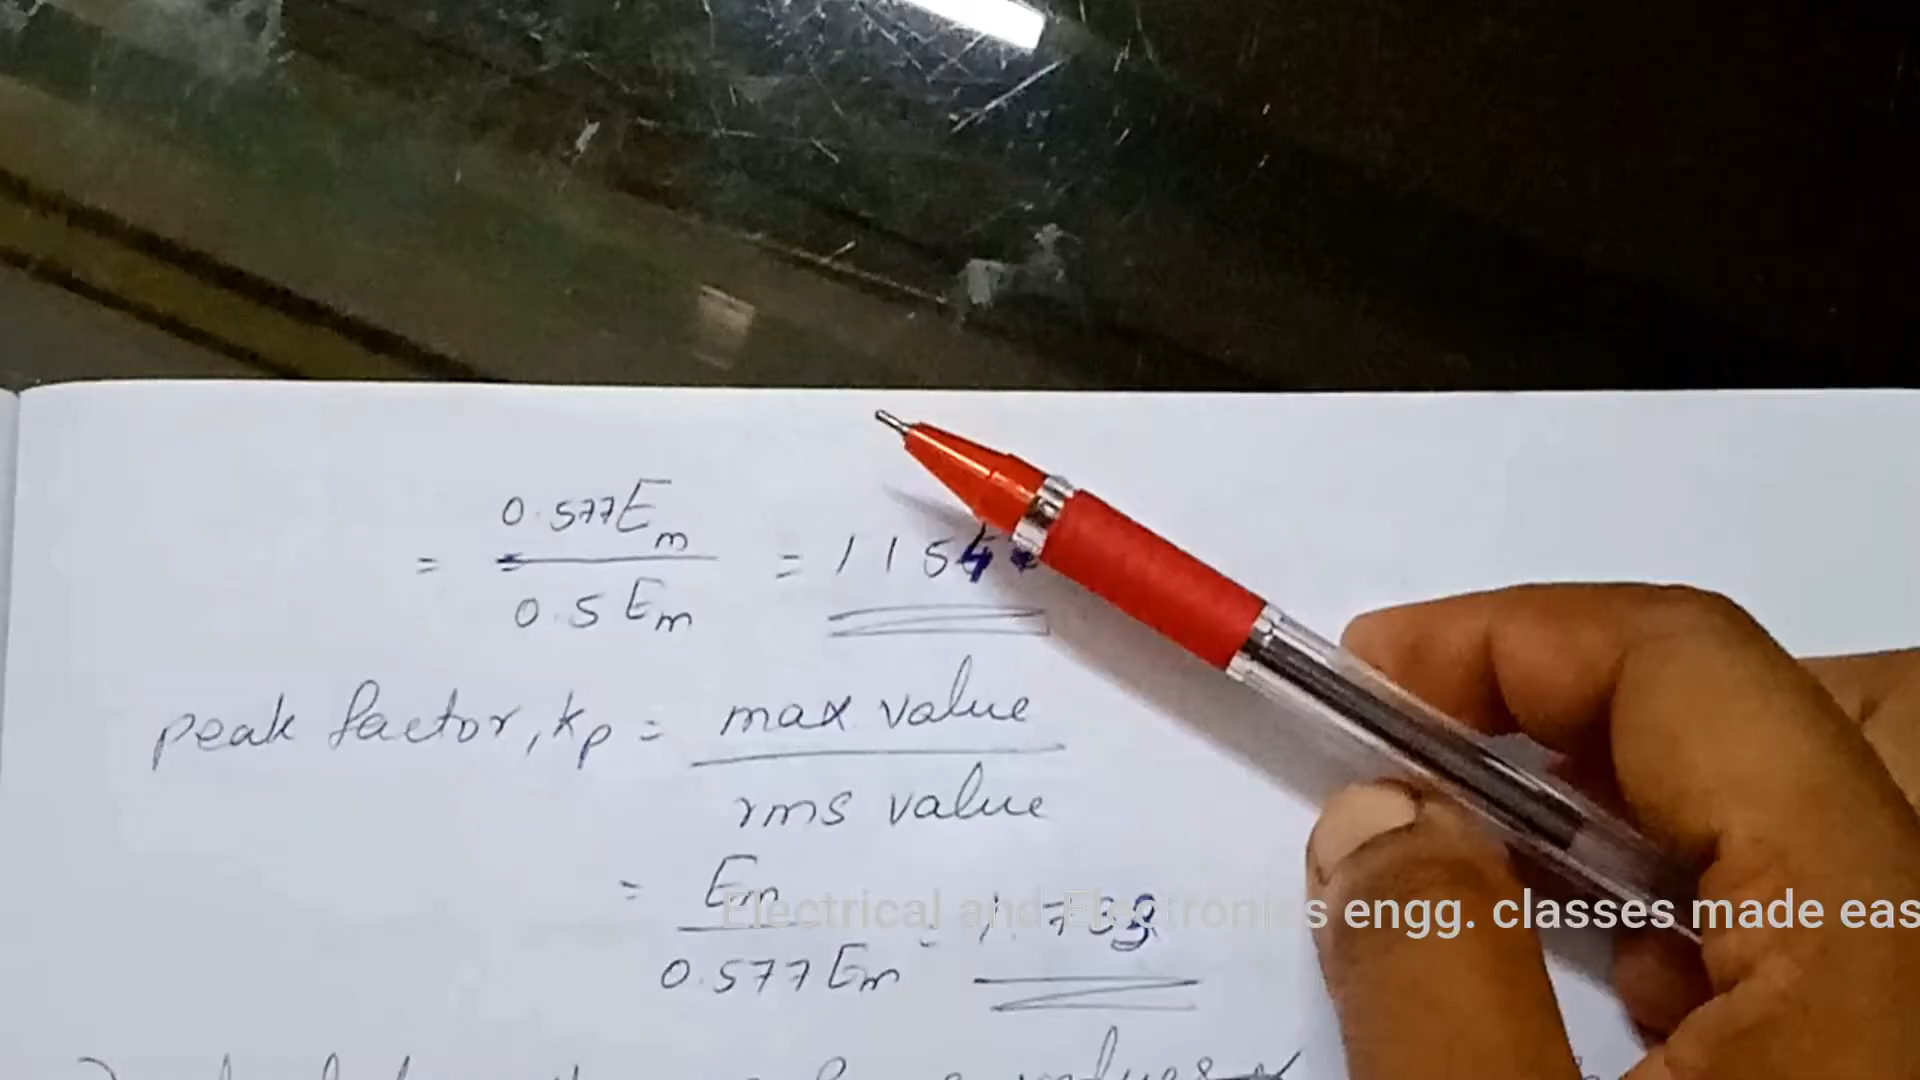 = 0.577Em / 0.5Em = 1.154
peak factor, kp = max value / rms value
= Em / 0.577Em = 1.733
values
Electrical and Electronics engg. classes made eas